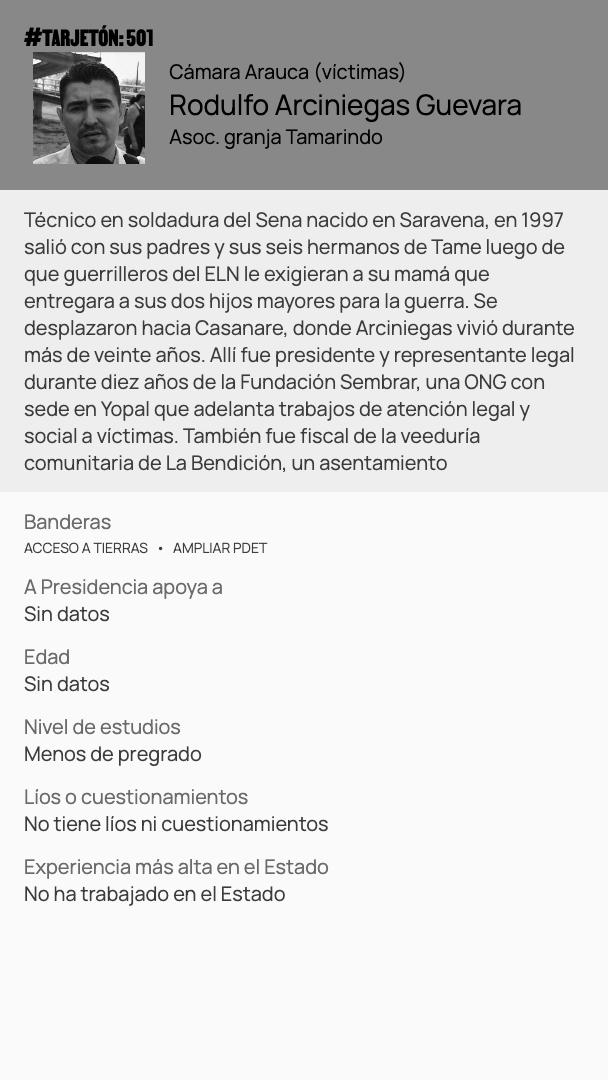 #TARJETÓN: 501
Cámara Arauca (víctimas)
Rodulfo Arciniegas Guevara
Asoc. granja Tamarindo
Técnico en soldadura del Sena nacido en Saravena, en 1997
salió con sus padres y sus seis hermanos de Tame luego de
que guerrilleros del ELN le exigieran a su mamá que
entregara a sus dos hijos mayores para la guerra. Se
desplazaron hacia Casanare, donde Arciniegas vivió durante
más de veinte años. Allí fue presidente y representante legal
durante diez años de la Fundación Sembrar, una ONG con
sede en Yopal que adelanta trabajos de atención legal y
social a víctimas. También fue fiscal de la veeduría
comunitaria de La Bendición, un asentamiento
Banderas
ACCESO A TIERRAS • AMPLIAR PDET
A Presidencia apoya a
Sin datos
Edad
Sin datos
Nivel de estudios
Menos de pregrado
Líos o cuestionamientos
No tiene líos ni cuestionamientos
Experiencia más alta en el Estado
No ha trabajado en el Estado